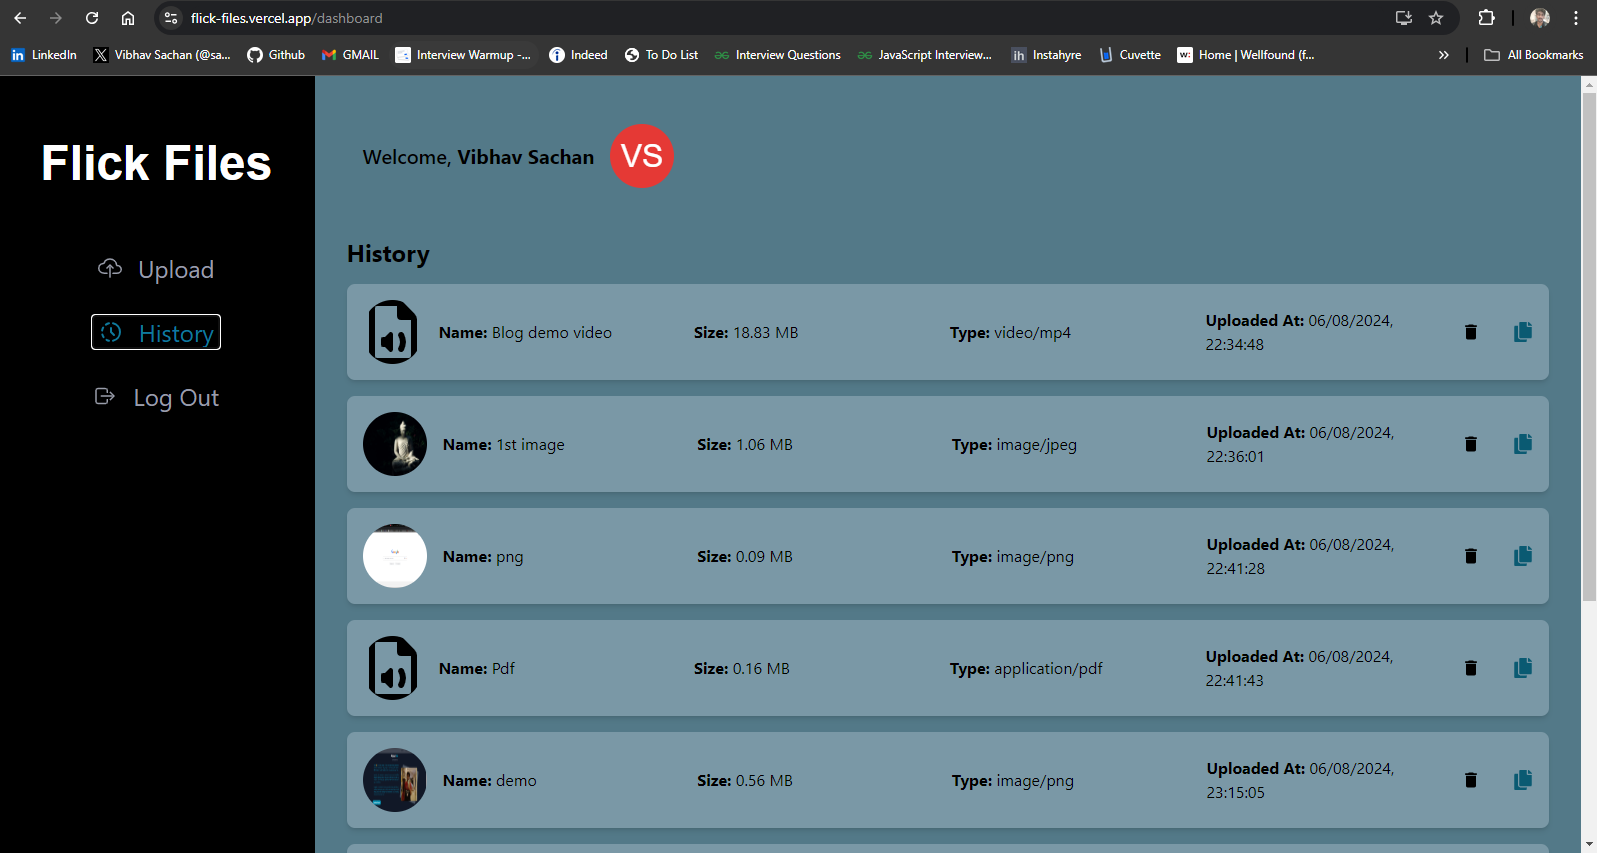 flick-files.vercel.app/dashboard
LinkedIn Vibhav Sachan (@sa... Github GMAIL Interview Warmup -... Indeed To Do List Interview Questions JavaScript Interview... Instahyre Cuvette Home | Wellfound (f... All Bookmarks
Flick Files
Upload
History
Log Out
Welcome, Vibhav Sachan VS
History
Name: Blog demo video Size: 18.83 MB Type: video/mp4 Uploaded At: 06/08/2024,
22:34:48
Name: 1st image Size: 1.06 MB Type: image/jpeg Uploaded At: 06/08/2024,
22:36:01
Name: png Size: 0.09 MB Type: image/png Uploaded At: 06/08/2024,
22:41:28
Name: Pdf Size: 0.16 MB Type: application/pdf Uploaded At: 06/08/2024,
22:41:43
Name: demo Size: 0.56 MB Type: image/png Uploaded At: 06/08/2024,
23:15:05